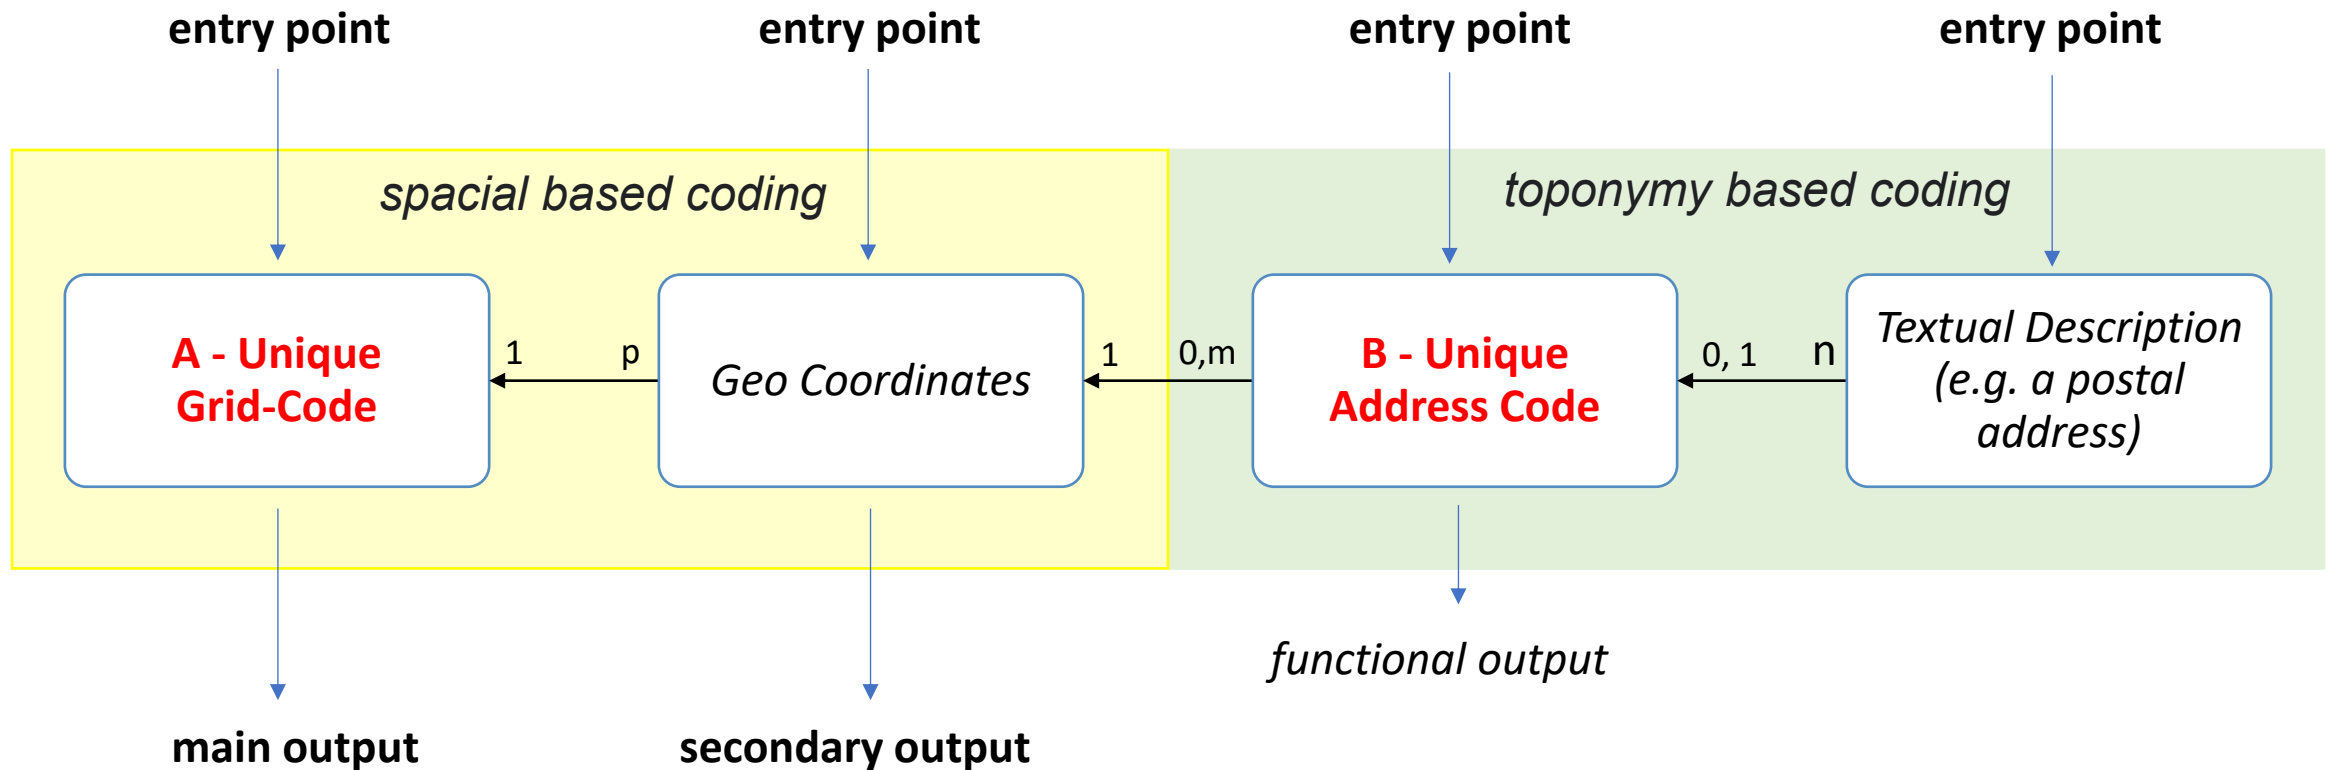 entry point
entry point
entry point
entry point
spacial based coding
toponymy based coding
A - Unique
Grid-Code
1
p
Geo Coordinates
1
0,m
B - Unique
Address Code
0, 1
n
Textual Description
(e.g. a postal
address)
functional output
main output
secondary output